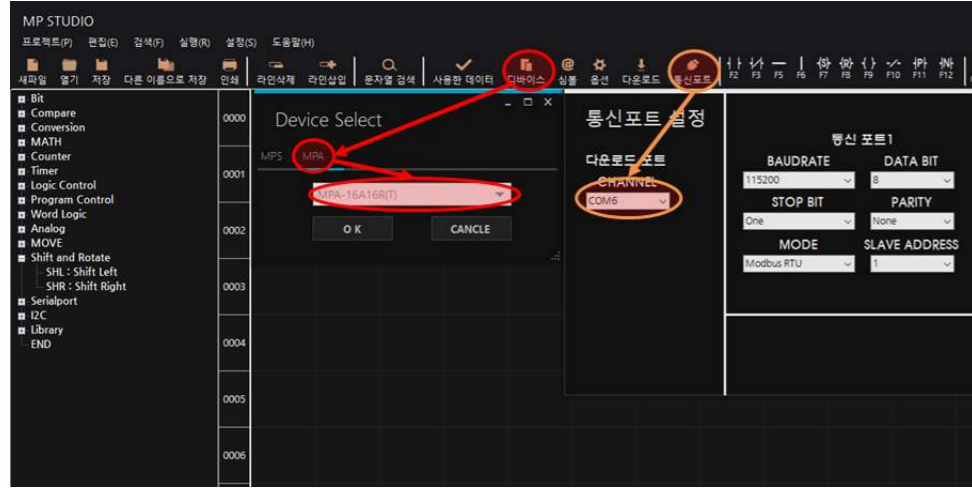 MP STUDIO
프로젝트(P) 편집(E) 검색(F) 실행(R) 설정(S) 도움말(H)
새파일 열기 저장 다른 이름으로 저장 인쇄 라인삭제 라인삽입 문자열 검색 사용한 데이터 디바이스 심볼 옵션 다운로드 통신포트 F2 F3 F5 F6 F7 F8 F9 F10 F11 F12
Bit
Compare
Conversion
MATH
Counter
Timer
Logic Control
Program Control
Word Logic
Analog
MOVE
Shift and Rotate
SHL : Shift Left
SHR : Shift Right
Serialport
I2C
Library
END
0000
0001
0002
0003
0004
0005
0006
Device Select
MPS MPA
MPA-16A16R(T)
O K CANCLE
통신포트 설정
다운로드 포트
CHANNEL
COM6
통신 포트1
BAUDRATE DATA BIT
115200 8
STOP BIT PARITY
One None
MODE SLAVE ADDRESS
Modbus RTU 1